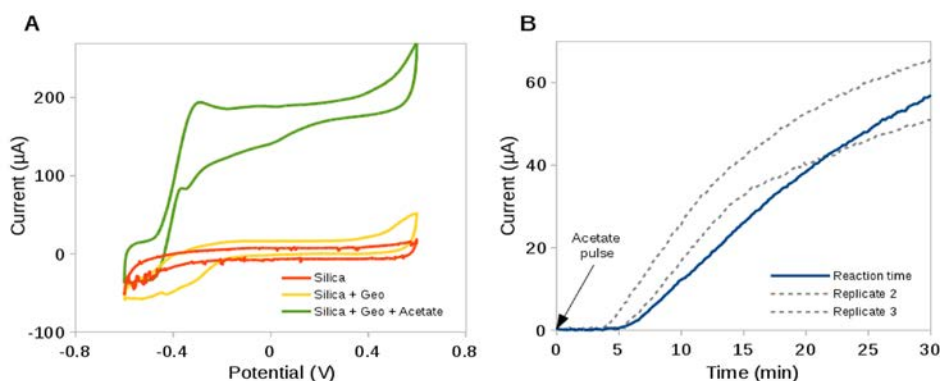 A
Current (µA)
200
100
0
-100
-0.8
-0.4
0
0.4
0.8
Potential (V)
Silica
Silica + Geo
Silica + Geo + Acetate
B
Current (µA)
60
40
20
0
0
5
10
15
20
25
30
Time (min)
Acetate
pulse
Reaction time
Replicate 2
Replicate 3